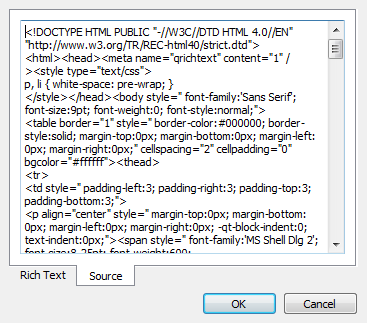 <!DOCTYPE HTML PUBLIC "-//W3C//DTD HTML 4.0//EN"
"http://www.w3.org/TR/REC-html40/strict.dtd">
<html><head><meta name="qrichtext" content="1" /
><style type="text/css">
p, li { white-space: pre-wrap; }
</style></head><body style=" font-family:'Sans Serif';
font-size:9pt; font-weight:0; font-style:normal;">
<table border="1" style=" border-color:#000000; border-
style:solid; margin-top:0px; margin-bottom:0px; margin-left:
0px; margin-right:0px;" cellspacing="2" cellpadding="0"
bgcolor="#ffffff"><thead>
<tr>
<td style=" padding-left:3; padding-right:3; padding-top:3;
padding-bottom:3;">
<p align="center" style=" margin-top:0px; margin-bottom:
0px; margin-left:0px; margin-right:0px; -qt-block-indent:0;
text-indent:0px;"><span style=" font-family:'MS Shell Dlg 2';
font-size:8.25pt; font-weight:600;
Rich Text
Source
OK
Cancel